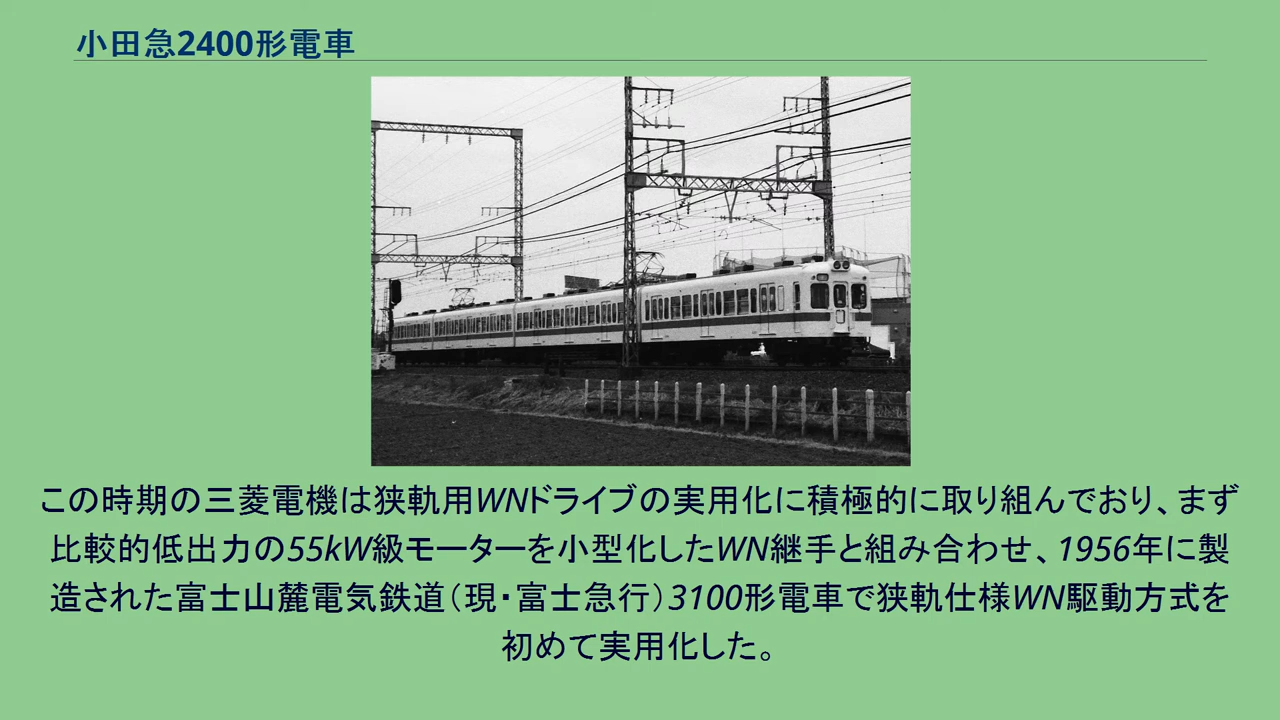 小田急2400形電車
この時期の三菱電機は狭軌用WNドライブの実用化に積極的に取り組んでおり、まず
比較的低出力の55kW級モーターを小型化したWN継手と組み合わせ、1956年に製
造された富士山麓電気鉄道（現・富士急行）3100形電車で狭軌仕様WN駆動方式を
初めて実用化した。